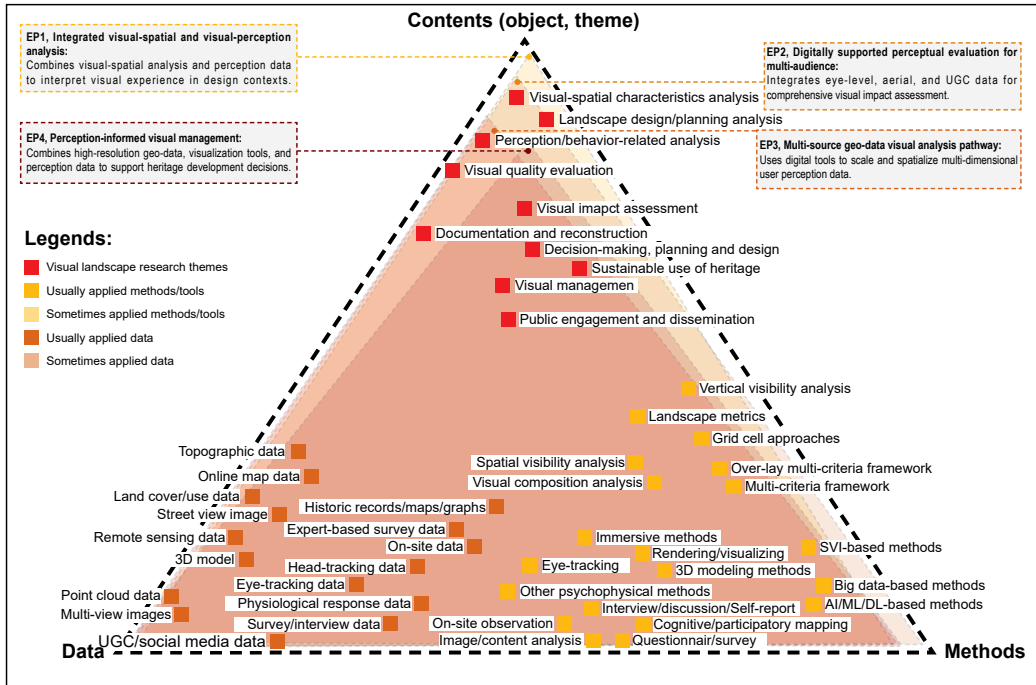 Contents (object, theme)
EP1, Integrated visual-spatial and visual-perception
analysis:
Combines visual-spatial analysis and perception data
to interpret visual experience in design contexts.
EP2, Digitally supported perceptual evaluation for
multi-audience:
Integrates eye-level, aerial, and UGC data for
comprehensive visual impact assessment.
EP4, Perception-informed visual management:
Combines high-resolution geo-data, visualization tools, and
perception data to support heritage development decisions.
EP3, Multi-source geo-data visual analysis pathway:
Uses digital tools to scale and spatialize multi-dimensional
user perception data.
Visual-spatial characteristics analysis
Landscape design/planning analysis
Perception/behavior-related analysis
Visual quality evaluation
Visual imapct assessment
Documentation and reconstruction
Decision-making, planning and design
Sustainable use of heritage
Visual managemen
Public engagement and dissemination
Legends:
Visual landscape research themes
Usually applied methods/tools
Sometimes applied methods/tools
Usually applied data
Sometimes applied data
Vertical visibility analysis
Landscape metrics
Grid cell approaches
Topographic data
Spatial visibility analysis
Over-lay multi-criteria framework
Online map data
Visual composition analysis
Multi-criteria framework
Land cover/use data
Historic records/maps/graphs
Street view image
Expert-based survey data
Remote sensing data
On-site data
Immersive methods
SVI-based methods
3D model
Rendering/visualizing
Head-tracking data
Eye-tracking
3D modeling methods
Eye-tracking data
Other psychophysical methods
Big data-based methods
Point cloud data
Physiological response data
Interview/discussion/Self-report
AI/ML/DL-based methods
Multi-view images
Survey/interview data
On-site observation
Cognitive/participatory mapping
UGC/social media data
Image/content analysis
Questionnair/survey
Data
Methods